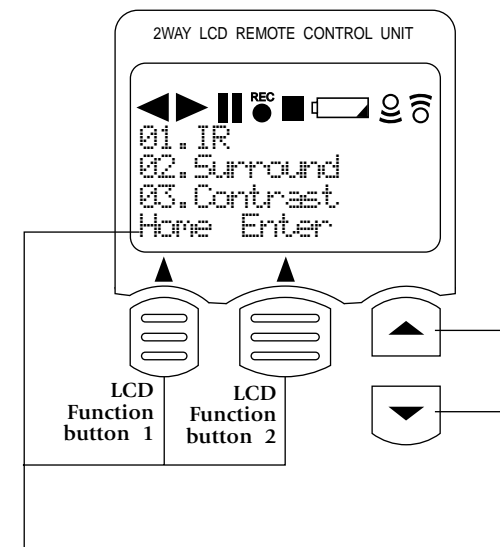 2WAY LCD REMOTE CONTROL UNIT
REC
01.IR
02.Surround
03.Contrast
Home Enter
LCD
Function
button 1
LCD
Function
button 2